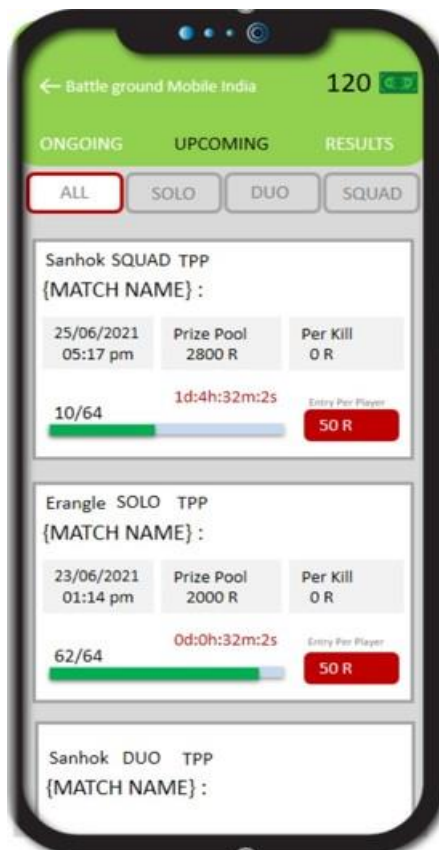 Battle ground Mobile India 120
ONGOING UPCOMING RESULTS
ALL SOLO DUO SQUAD
Sanhok SQUAD TPP
{MATCH NAME} :
25/06/2021 Prize Pool Per Kill
05:17 pm 2800 R 0 R
1d:4h:32m:2s Entry Per Player
10/64 50 R
Erangle SOLO TPP
{MATCH NAME} :
23/06/2021 Prize Pool Per Kill
01:14 pm 2000 R 0 R
0d:0h:32m:2s Entry Per Player
62/64 50 R
Sanhok DUO TPP
{MATCH NAME} :